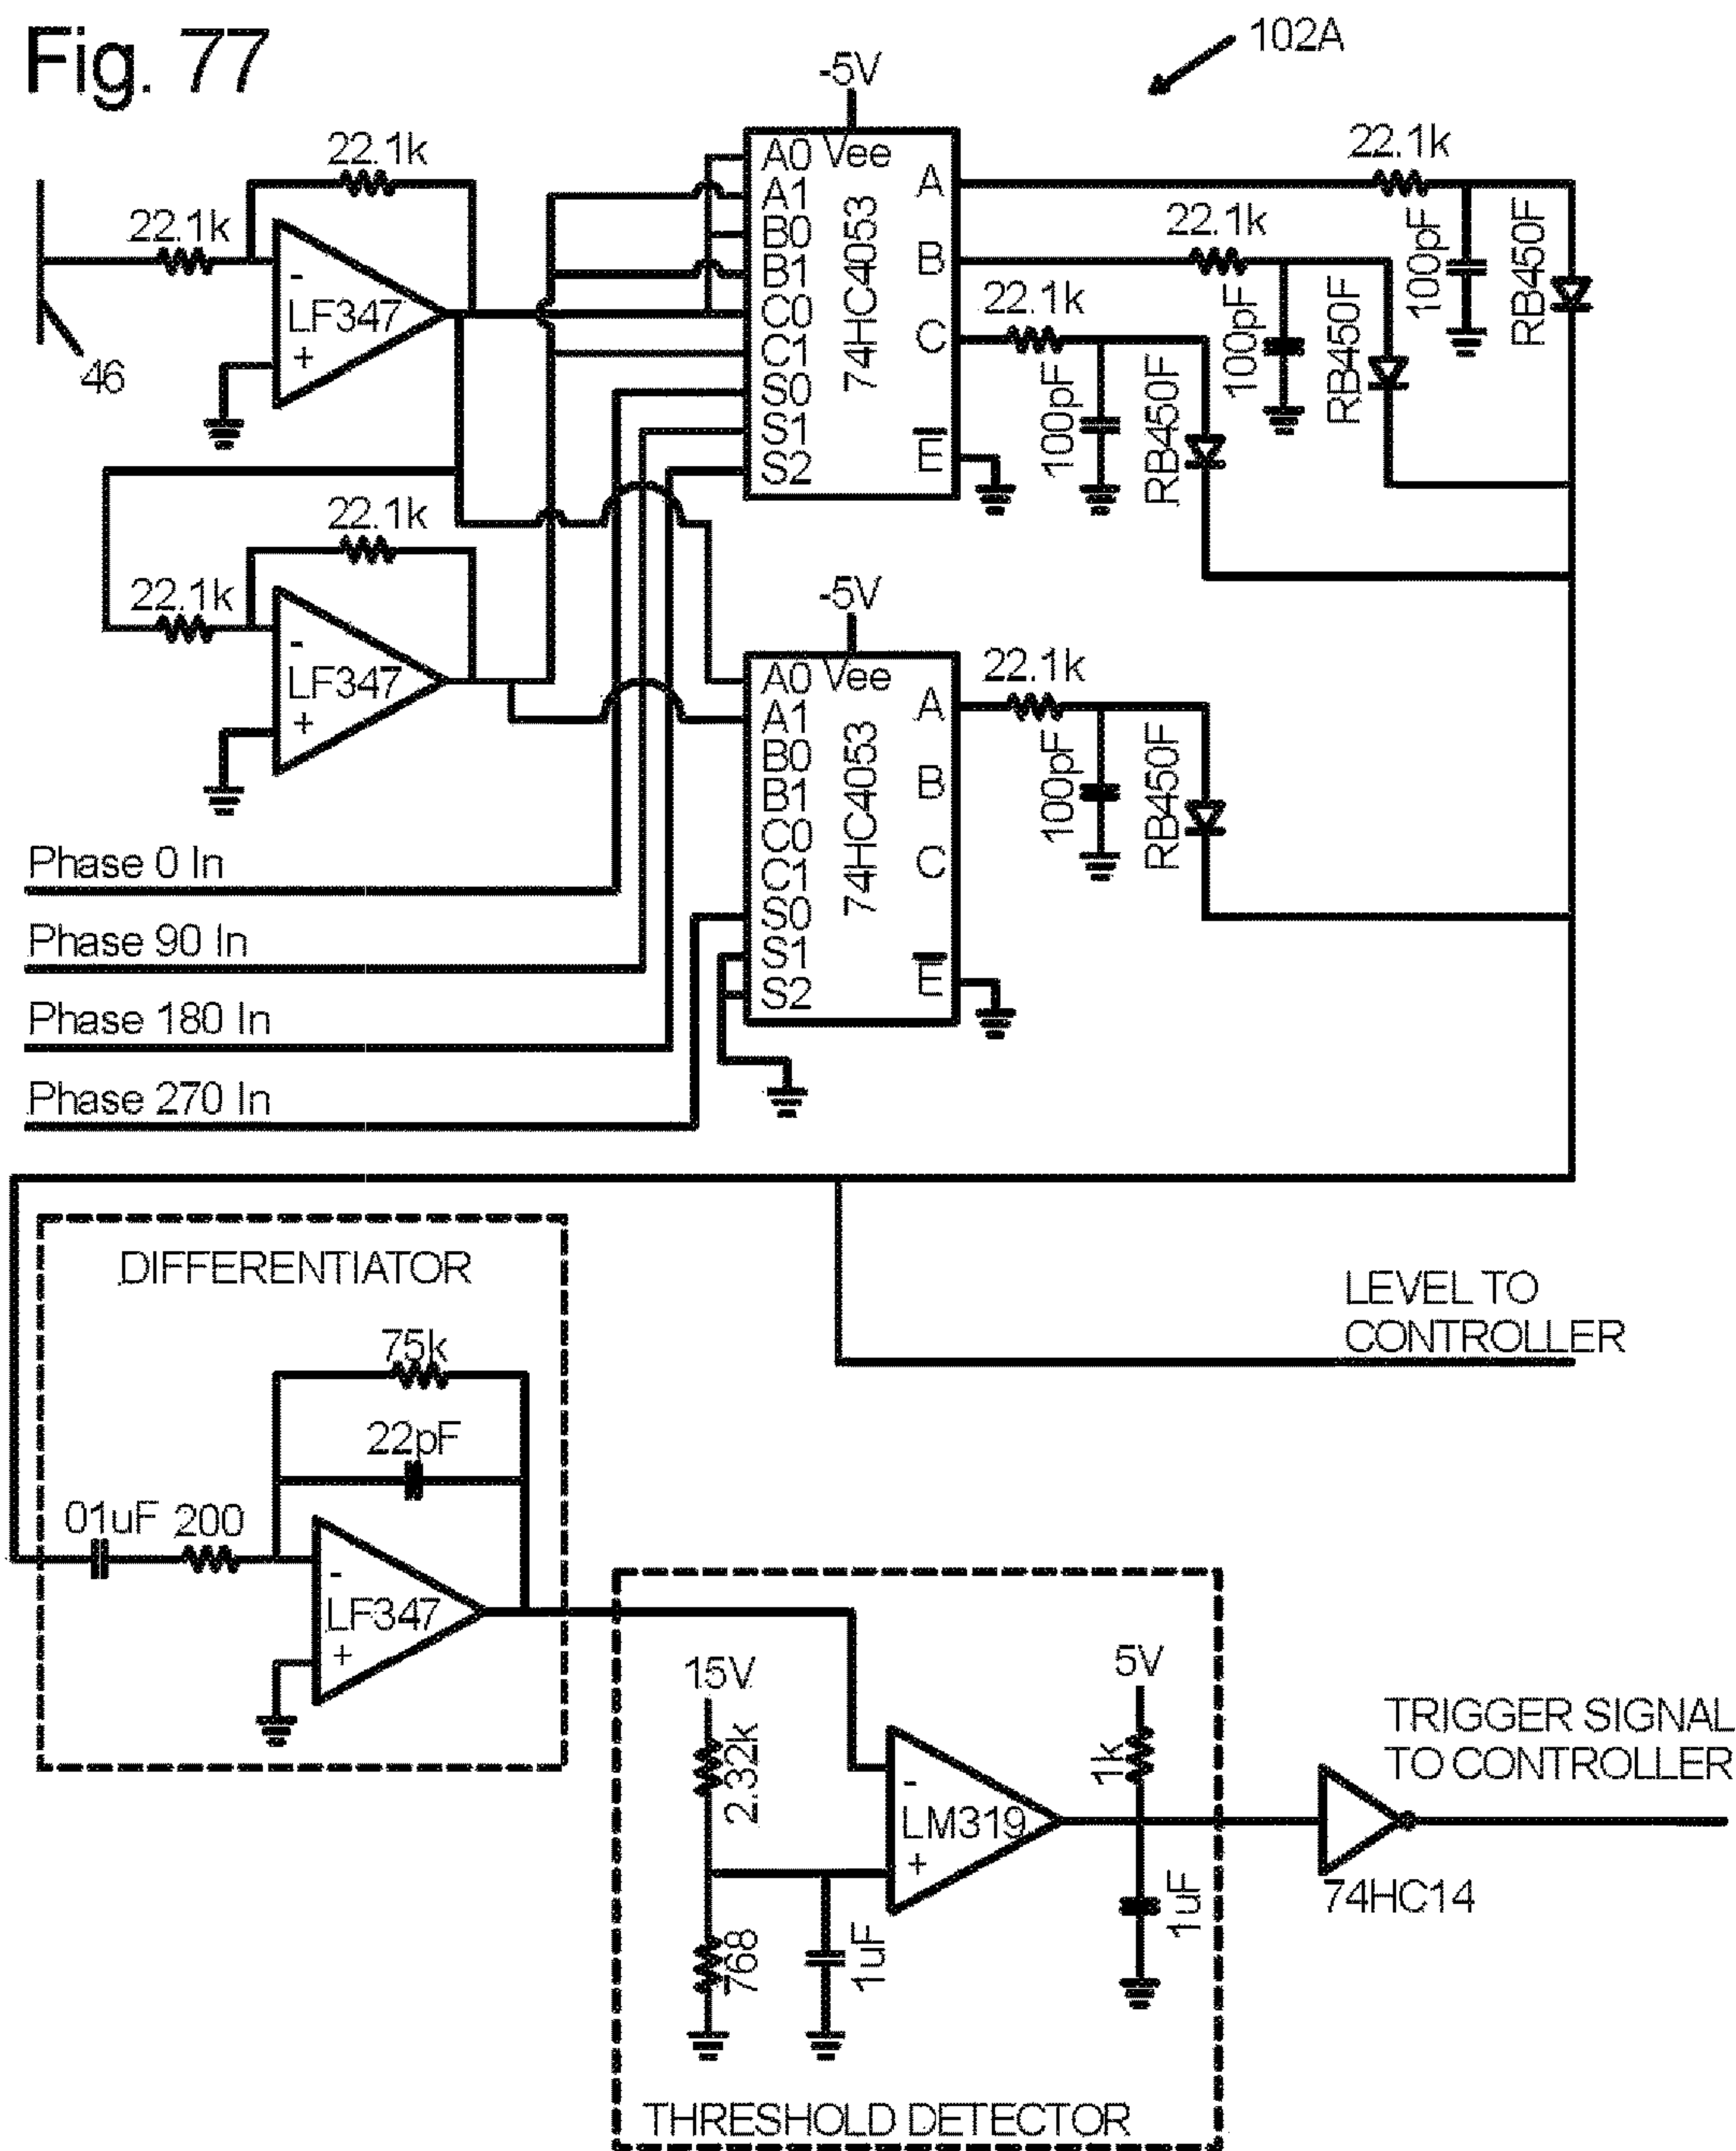 Fig. 77
102A
-5V
22.1k
22.1k
-
LF347
+
46
A0 Vee
A1
B0
B1
C0
C1
S0
S1
S2
74HC4053
A
B
C
E
22.1k
100pF
RB450F
22.1k
100pF
RB450F
22.1k
100pF
RB450F
22.1k
22.1k
-
LF347
+
-5V
A0 Vee
A1
B0
B1
C0
C1
S0
S1
S2
74HC4053
A
B
C
E
22.1k
100pF
RB450F
Phase 0 In
Phase 90 In
Phase 180 In
Phase 270 In
DIFFERENTIATOR
75k
22pF
01uF 200
-
LF347
+
LEVEL TO
CONTROLLER
15V
2.32k
768
1uF
-
LM319
+
5V
1k
1uF
THRESHOLD DETECTOR
TRIGGER SIGNAL
TO CONTROLLER
74HC14